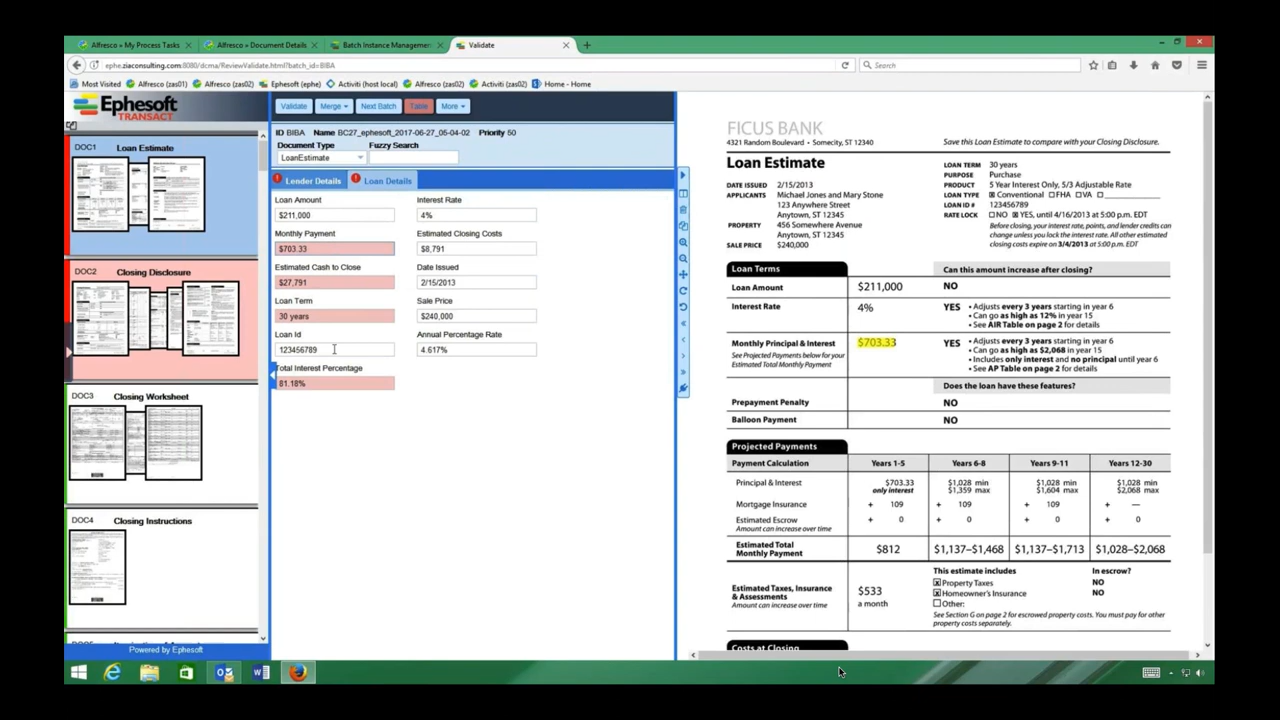 Alfresco » My Process Tasks
Alfresco » Document Details
Batch Instance Managemen
Validate
ephe.ziaconsulting.com:8080/dcma/ReviewValidate.html?batch_id=BIBA
Search
Most Visited
Alfresco (zas01)
Alfresco (zas02)
Ephesoft (ephe)
Activiti (host local)
Alfresco (zas02)
Activiti (zas02)
Home - Home
Ephesoft
TRANSACT
Validate
Merge
Next Batch
Table
More
ID BIBA Name BC27_ephesoft_2017-06-27_05-04-02 Priority 50
Document Type
Fuzzy Search
LoanEstimate
Lender Details
Loan Details
DOC1 Loan Estimate
DOC2 Closing Disclosure
DOC3 Closing Worksheet
DOC4 Closing Instructions
Powered by Ephesoft
Loan Amount
Interest Rate
$211,000
4%
Monthly Payment
Estimated Closing Costs
$703.33
$8,791
Estimated Cash to Close
Date Issued
$27,791
2/15/2013
Loan Term
Sale Price
30 years
$240,000
Loan Id
Annual Percentage Rate
123456789
4.617%
Total Interest Percentage
81.18%
FICUS BANK
4321 Random Boulevard • Somecity, ST 12340
Save this Loan Estimate to compare with your Closing Disclosure.
Loan Estimate
DATE ISSUED 2/15/2013
APPLICANTS Michael Jones and Mary Stone
123 Anywhere Street
Anytown, ST 12345
PROPERTY 456 Somewhere Avenue
Anytown, ST 12345
SALE PRICE $240,000
LOAN TERM 30 years
PURPOSE Purchase
PRODUCT 5 Year Interest Only, 5/3 Adjustable Rate
LOAN TYPE ☒ Conventional ☐ FHA ☐ VA ☐
LOAN ID # 123456789
RATE LOCK ☐ NO ☒ YES, until 4/16/2013 at 5:00 p.m. EDT
Before closing, your interest rate, points, and lender credits can
change unless you lock the interest rate. All other estimated
closing costs expire on 3/4/2013 at 5:00 p.m. EDT
Loan Terms
Can this amount increase after closing?
Loan Amount $211,000 NO
Interest Rate 4% YES
• Adjusts every 3 years starting in year 6
• Can go as high as 12% in year 15
• See AIR Table on page 2 for details
Monthly Principal & Interest $703.33 YES
See Projected Payments below for your
Estimated Total Monthly Payment
• Adjusts every 3 years starting in year 6
• Can go as high as $2,068 in year 15
• Includes only interest and no principal until year 6
• See AP Table on page 2 for details
Does the loan have these features?
Prepayment Penalty NO
Balloon Payment NO
Projected Payments
Payment Calculation Years 1-5 Years 6-8 Years 9-11 Years 12-30
Principal & Interest $703.33 $1,028 min $1,028 min $1,028 min
only interest $1,359 max $1,604 max $2,068 max
Mortgage Insurance + 109 + 109 + 109 + —
Estimated Escrow + 0 + 0 + 0 + 0
Amount can increase over time
Estimated Total
Monthly Payment $812 $1,137–$1,468 $1,137–$1,713 $1,028–$2,068
Estimated Taxes, Insurance
& Assessments
Amount can increase over time
$533
a month
This estimate includes In escrow?
☒ Property Taxes NO
☒ Homeowner's Insurance NO
☐ Other:
See Section G on page 2 for escrowed property costs. You must pay for other
property costs separately.
Costs at Closing